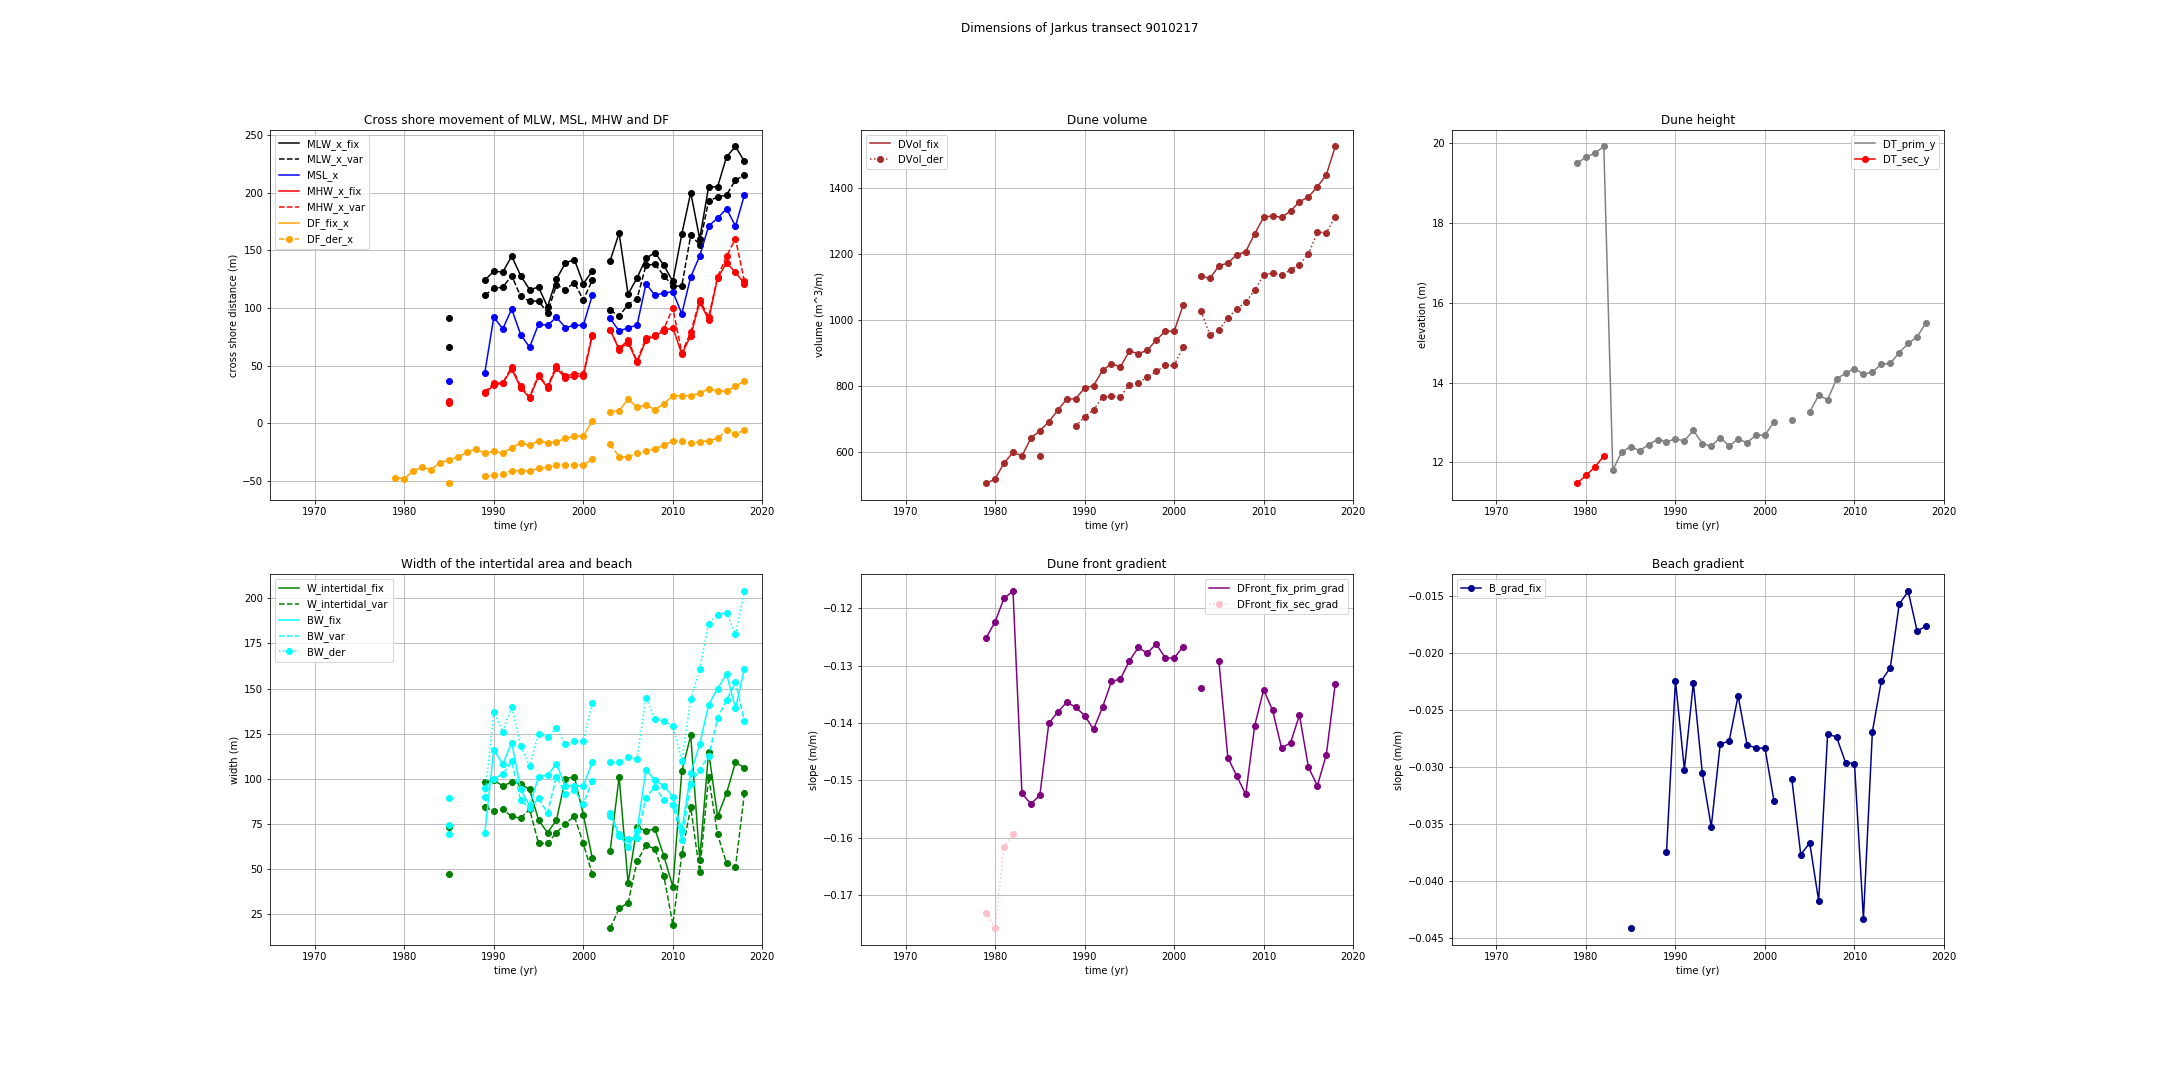 Dimensions of Jarkus transect 9010217
Cross shore movement of MLW, MSL, MHW and DF
cross shore distance (m)
250
200
150
100
50
0
−50
MLW_x_fix
MLW_x_var
MSL_x
MHW_x_fix
MHW_x_var
DF_fix_x
DF_der_x
1970 1980 1990 2000 2010 2020
time (yr)
Dune volume
volume (m^3/m)
1400
1200
1000
800
600
DVol_fix
DVol_der
1970 1980 1990 2000 2010 2020
time (yr)
Dune height
elevation (m)
20
18
16
14
12
DT_prim_y
DT_sec_y
1970 1980 1990 2000 2010 2020
time (yr)
Width of the intertidal area and beach
width (m)
200
175
150
125
100
75
50
25
W_intertidal_fix
W_intertidal_var
BW_fix
BW_var
BW_der
1970 1980 1990 2000 2010 2020
time (yr)
Dune front gradient
slope (m/m)
−0.12
−0.13
−0.14
−0.15
−0.16
−0.17
DFront_fix_prim_grad
DFront_fix_sec_grad
1970 1980 1990 2000 2010 2020
time (yr)
Beach gradient
slope (m/m)
−0.015
−0.020
−0.025
−0.030
−0.035
−0.040
−0.045
B_grad_fix
1970 1980 1990 2000 2010 2020
time (yr)